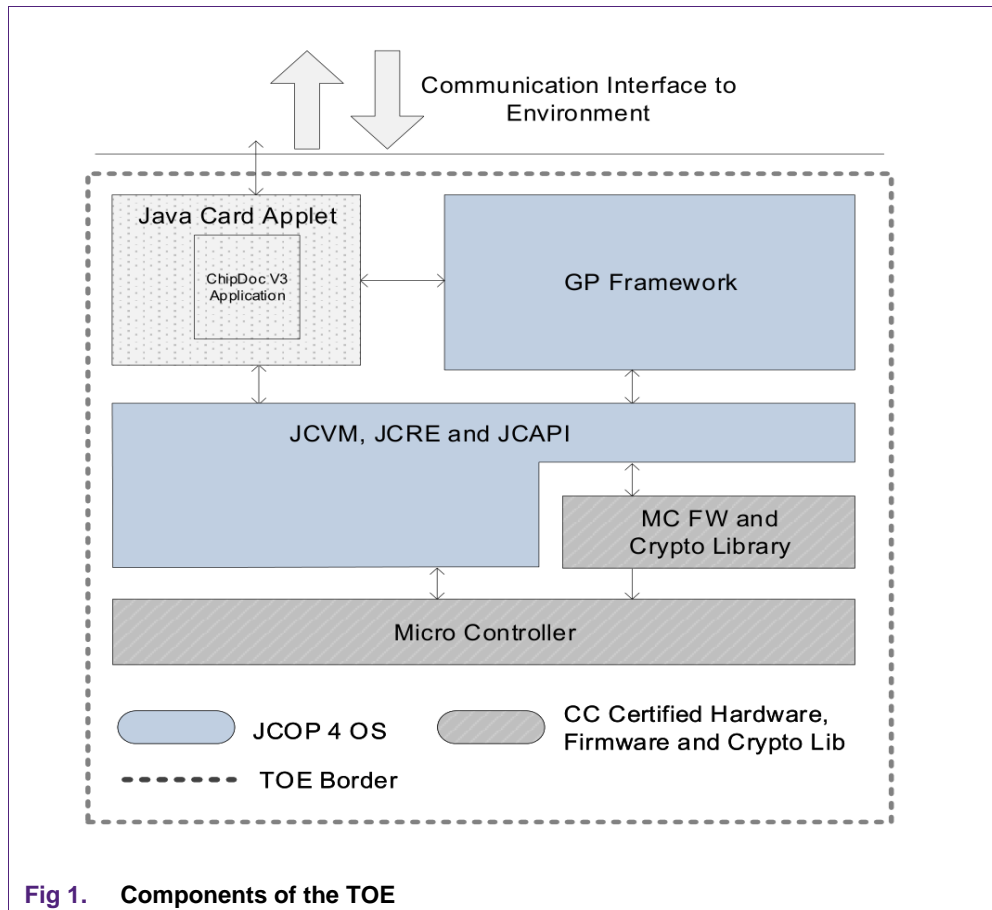 Communication Interface to
Environment
Java Card Applet
ChipDoc V3
Application
GP Framework
JCVM, JCRE and JCAPI
MC FW and
Crypto Library
Micro Controller
JCOP 4 OS
CC Certified Hardware,
Firmware and Crypto Lib
TOE Border
Fig 1. Components of the TOE